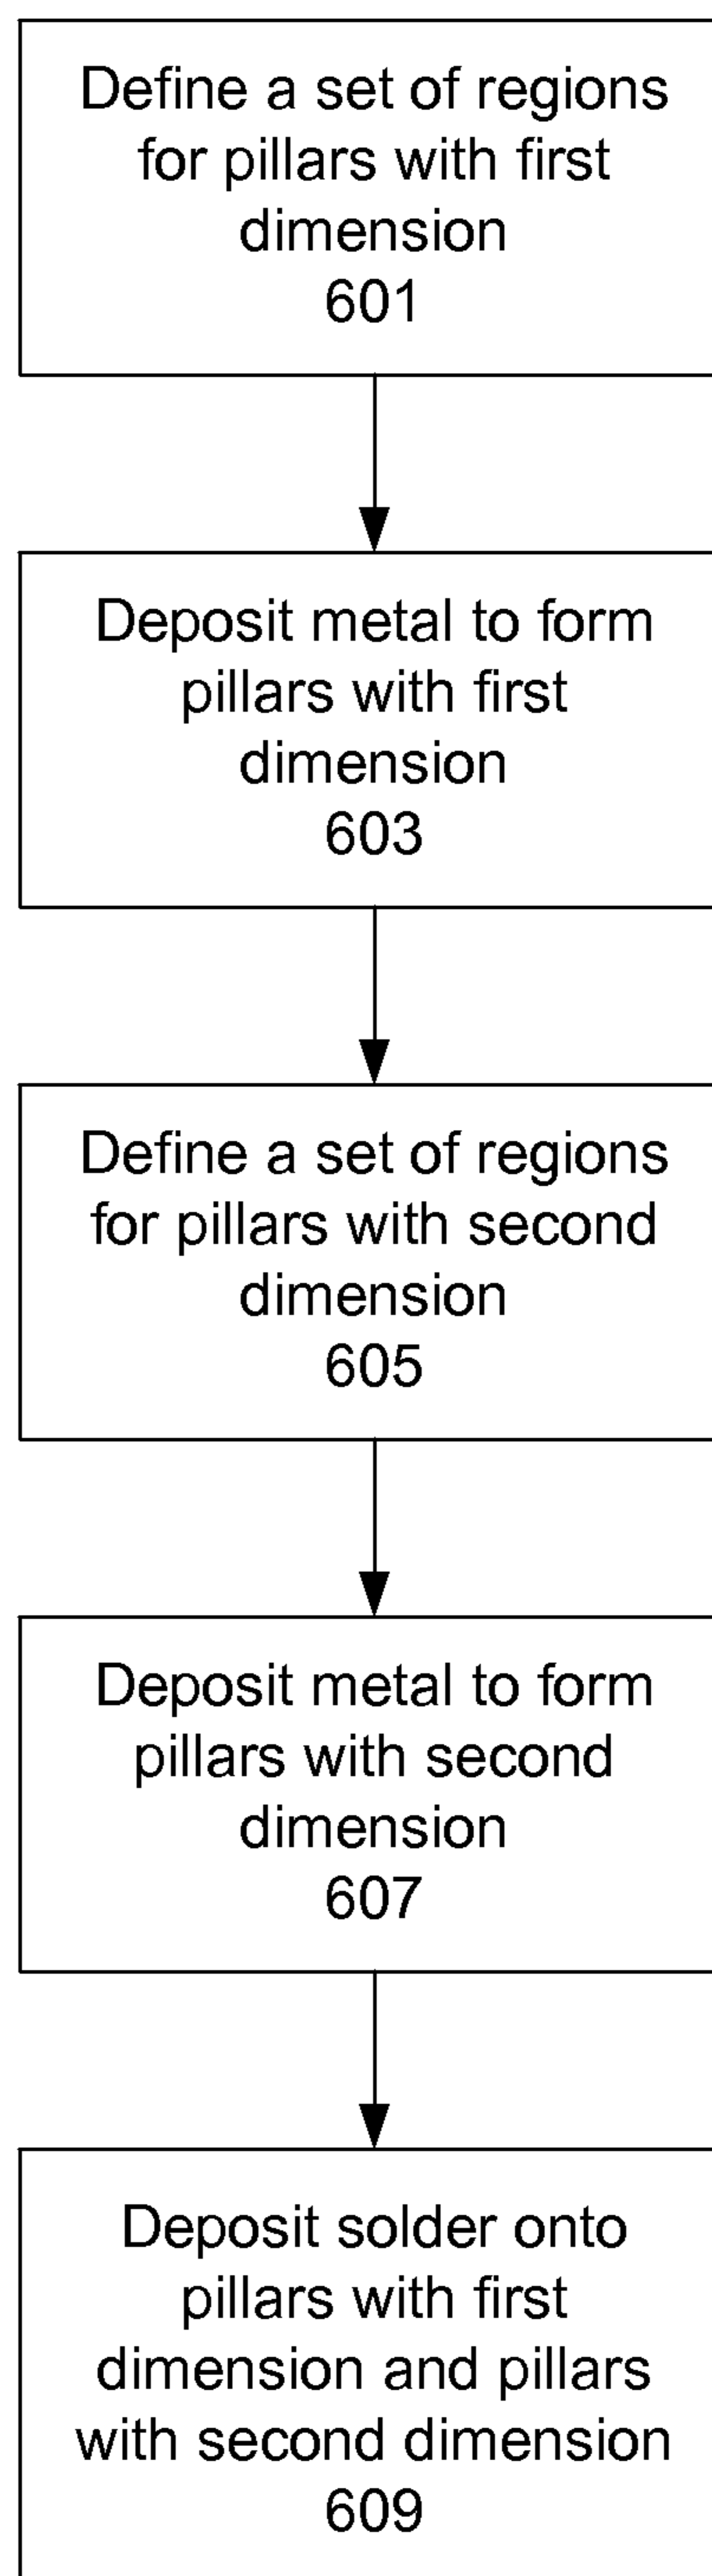 Define a set of regions
for pillars with first
dimension
601
Deposit metal to form
pillars with first
dimension
603
Define a set of regions
for pillars with second
dimension
605
Deposit metal to form
pillars with second
dimension
607
Deposit solder onto
pillars with first
dimension and pillars
with second dimension
609